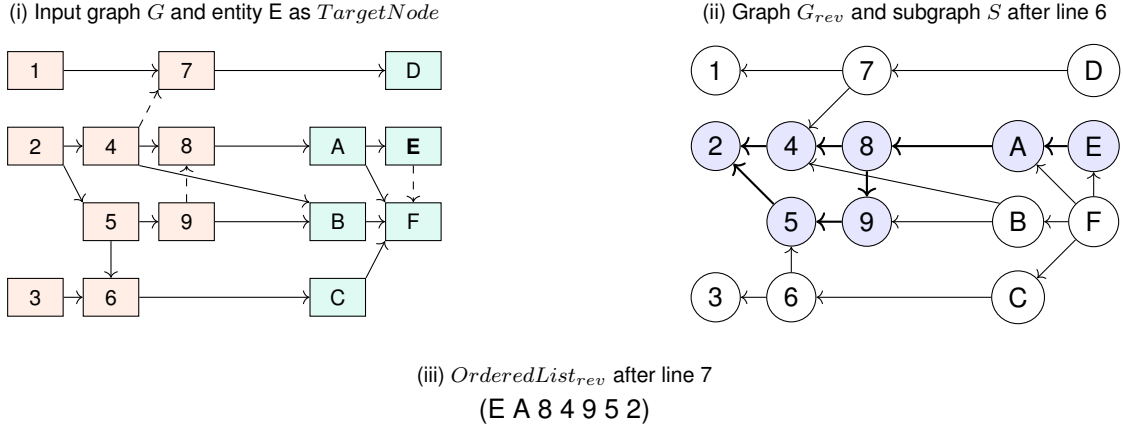 (i) Input graph G and entity E as TargetNode
(ii) Graph G_rev and subgraph S after line 6
1 7 D
1 7 D
2 4 8 A E
2 4 8 A E
5 9 B F
5 9 B F
3 6 C
3 6 C
(iii) OrderedList_rev after line 7
(E A 8 4 9 5 2)